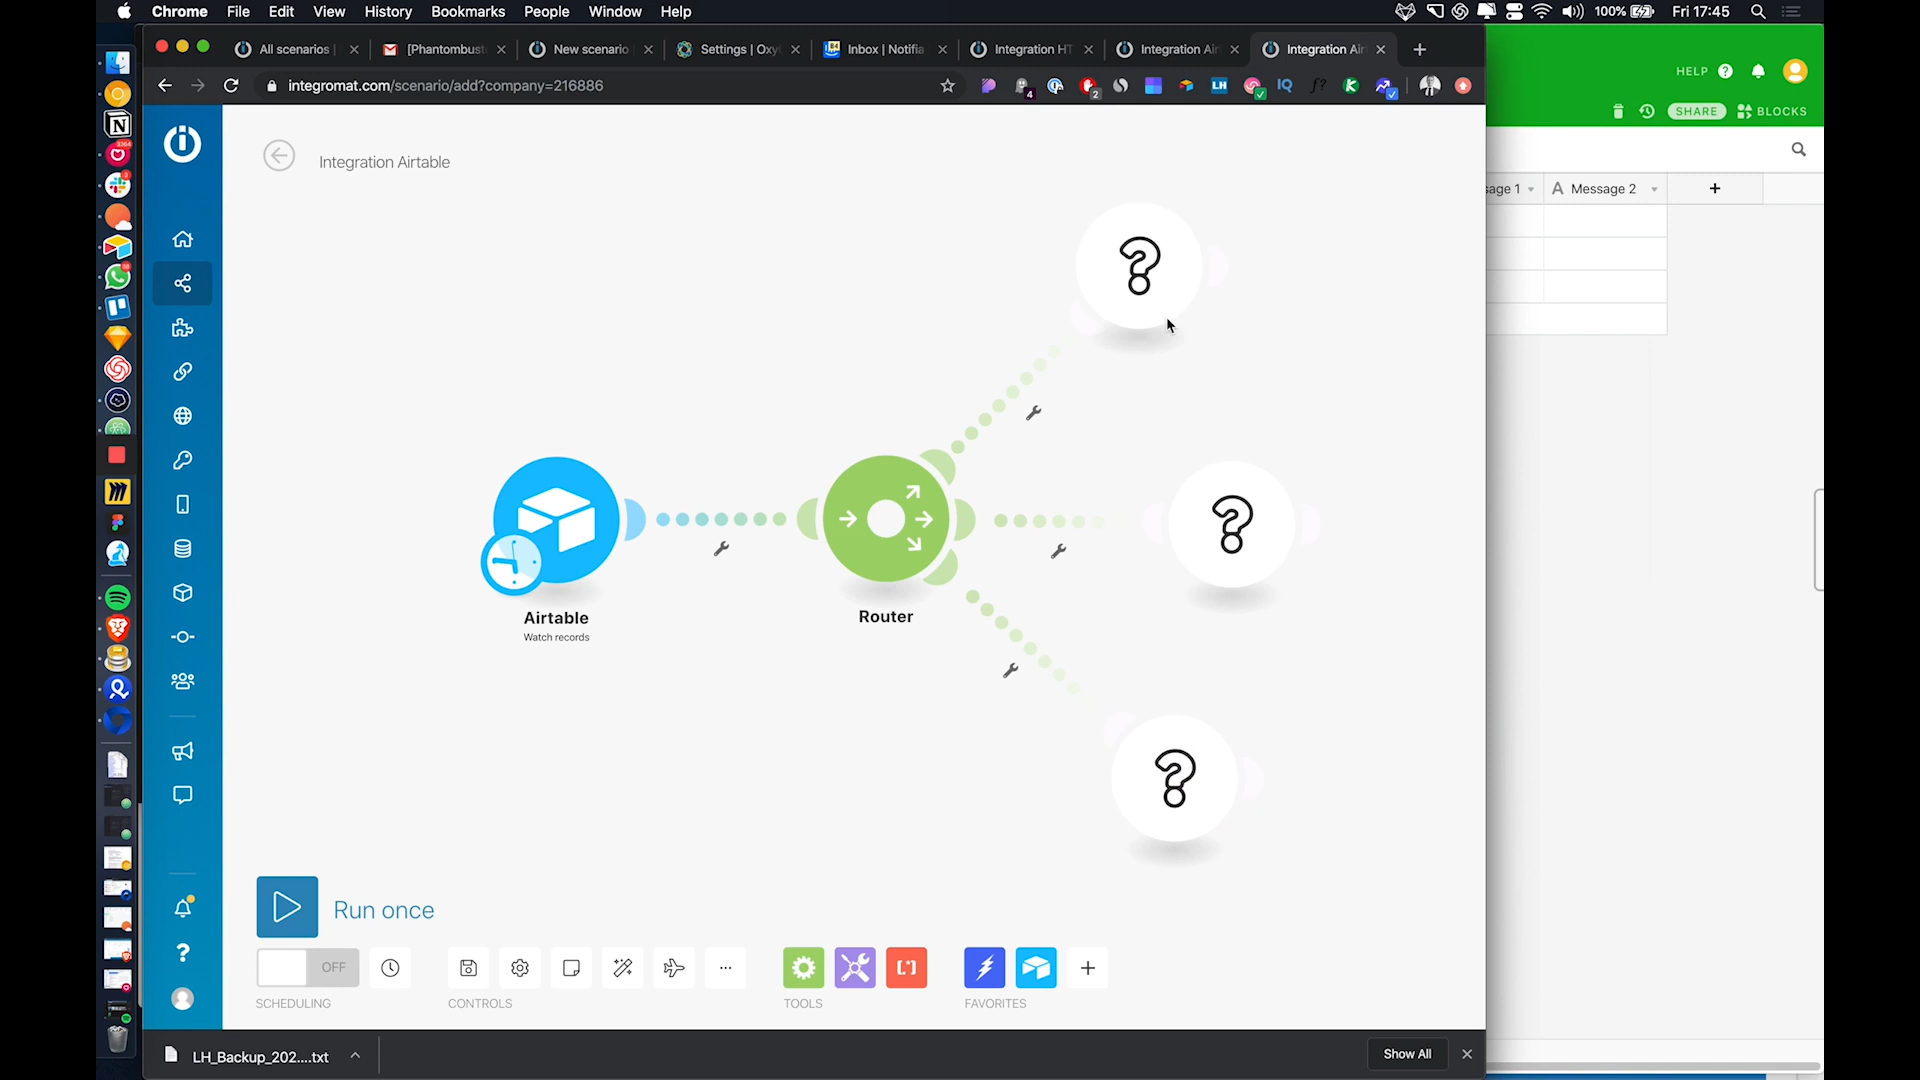 Chrome File Edit View History Bookmarks People Window Help
100% Fri 17:45
All scenarios | [Phantombust New scenario Settings | Oxy Inbox | Notifia Integration HT Integration Air Integration Air
integromat.com/scenario/add?company=216886
HELP
SHARE BLOCKS
Integration Airtable
sage 1 A Message 2 +
Airtable
Watch records
Router
Run once
OFF
SCHEDULING CONTROLS TOOLS FAVORITES
LH_Backup_202....txt
Show All